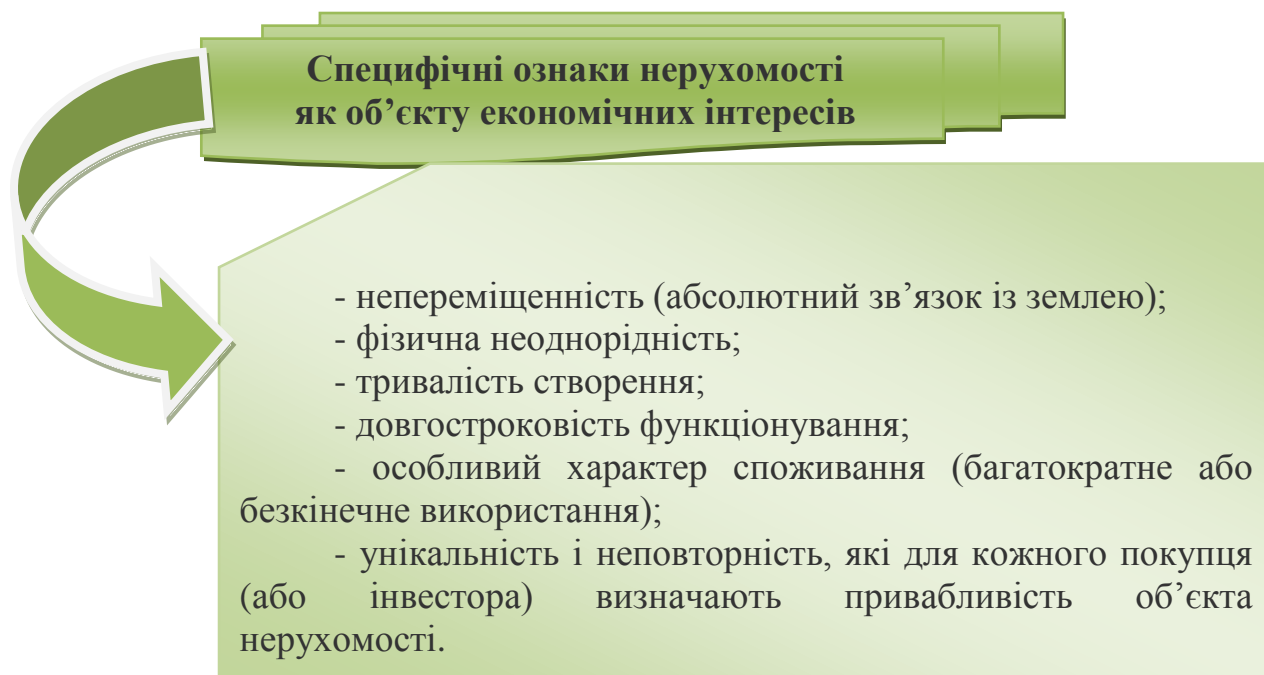 Специфічні ознаки нерухомості
як об’єкту економічних інтересів
- непереміщенність (абсолютний зв’язок із землею);
- фізична неоднорідність;
- тривалість створення;
- довгостроковість функціонування;
- особливий характер споживання (багатократне або
безкінечне використання);
- унікальність і неповторність, які для кожного покупця
(або інвестора) визначають привабливість об’єкта
нерухомості.